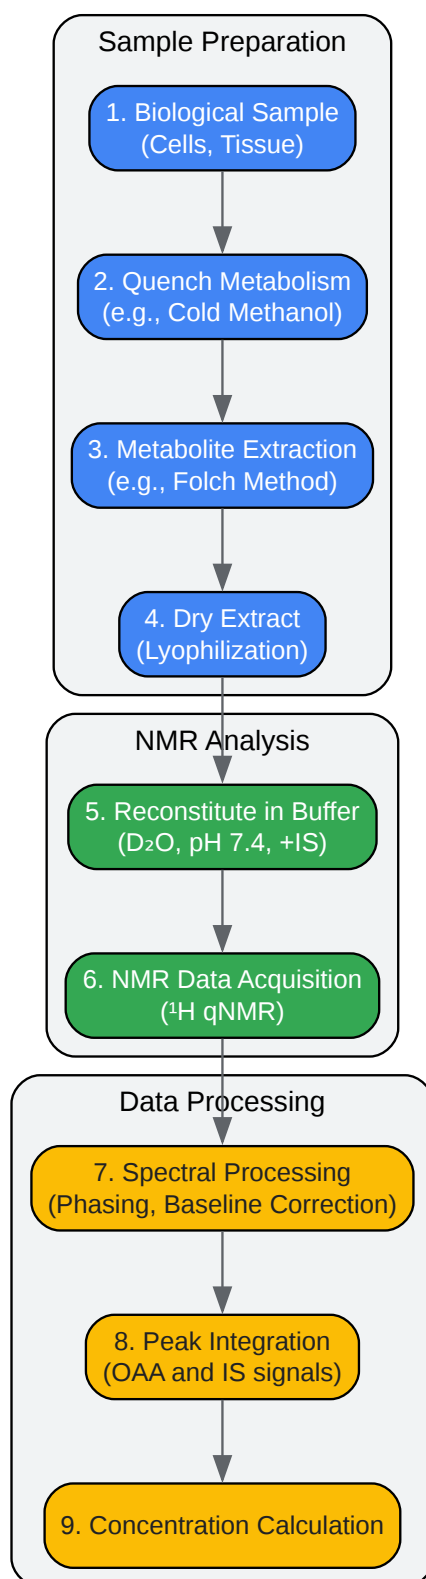 Sample Preparation
1. Biological Sample
(Cells, Tissue)
2. Quench Metabolism
(e.g., Cold Methanol)
3. Metabolite Extraction
(e.g., Folch Method)
4. Dry Extract
(Lyophilization)
NMR Analysis
5. Reconstitute in Buffer
(D₂O, pH 7.4, +IS)
6. NMR Data Acquisition
(¹H qNMR)
Data Processing
7. Spectral Processing
(Phasing, Baseline Correction)
8. Peak Integration
(OAA and IS signals)
9. Concentration Calculation